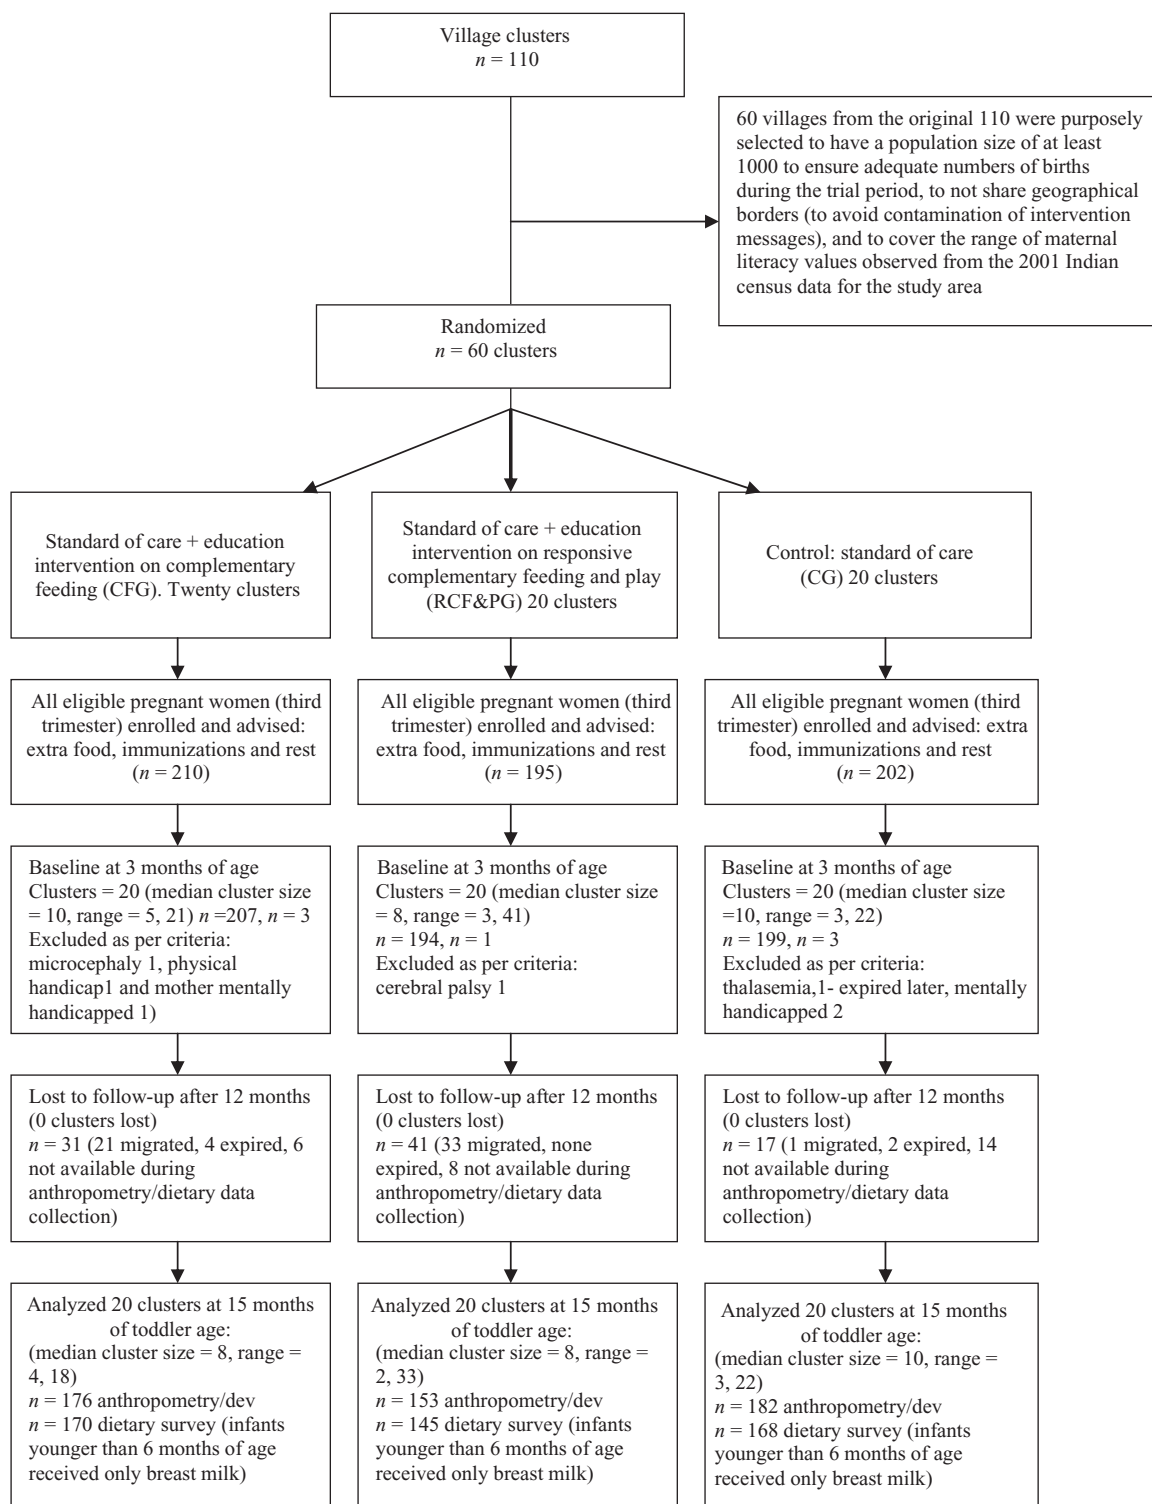 Village clusters
n = 110
60 villages from the original 110 were purposely
selected to have a population size of at least
1000 to ensure adequate numbers of births
during the trial period, to not share geographical
borders (to avoid contamination of intervention
messages), and to cover the range of maternal
literacy values observed from the 2001 Indian
census data for the study area
Randomized
n = 60 clusters
Standard of care + education
intervention on complementary
feeding (CFG). Twenty clusters
Standard of care + education
intervention on responsive
complementary feeding and play
(RCF&PG) 20 clusters
Control: standard of care
(CG) 20 clusters
All eligible pregnant women (third
trimester) enrolled and advised:
extra food, immunizations and rest
(n = 210)
All eligible pregnant women (third
trimester) enrolled and advised:
extra food, immunizations and rest
(n = 195)
All eligible pregnant women (third
trimester) enrolled and advised: extra
food, immunizations and rest
(n = 202)
Baseline at 3 months of age
Clusters = 20 (median cluster size
= 10, range = 5, 21) n =207, n = 3
Excluded as per criteria:
microcephaly 1, physical
handicap1 and mother mentally
handicapped 1)
Baseline at 3 months of age
Clusters = 20 (median cluster size
= 8, range = 3, 41)
n = 194, n = 1
Excluded as per criteria:
cerebral palsy 1
Baseline at 3 months of age
Clusters = 20 (median cluster size
=10, range = 3, 22)
n = 199, n = 3
Excluded as per criteria:
thalasemia,1- expired later, mentally
handicapped 2
Lost to follow-up after 12 months
(0 clusters lost)
n = 31 (21 migrated, 4 expired, 6
not available during
anthropometry/dietary data
collection)
Lost to follow-up after 12 months
(0 clusters lost)
n = 41 (33 migrated, none
expired, 8 not available during
anthropometry/dietary data
collection)
Lost to follow-up after 12 months
(0 clusters lost)
n = 17 (1 migrated, 2 expired, 14
not available during
anthropometry/dietary data
collection)
Analyzed 20 clusters at 15 months
of toddler age:
(median cluster size = 8, range =
4, 18)
n = 176 anthropometry/dev
n = 170 dietary survey (infants
younger than 6 months of age
received only breast milk)
Analyzed 20 clusters at 15 months
of toddler age:
(median cluster size = 8, range =
2, 33)
n = 153 anthropometry/dev
n = 145 dietary survey (infants
younger than 6 months of age
received only breast milk)
Analyzed 20 clusters at 15 months
of toddler age:
(median cluster size = 10, range =
3, 22)
n = 182 anthropometry/dev
n = 168 dietary survey (infants
younger than 6 months of age
received only breast milk)